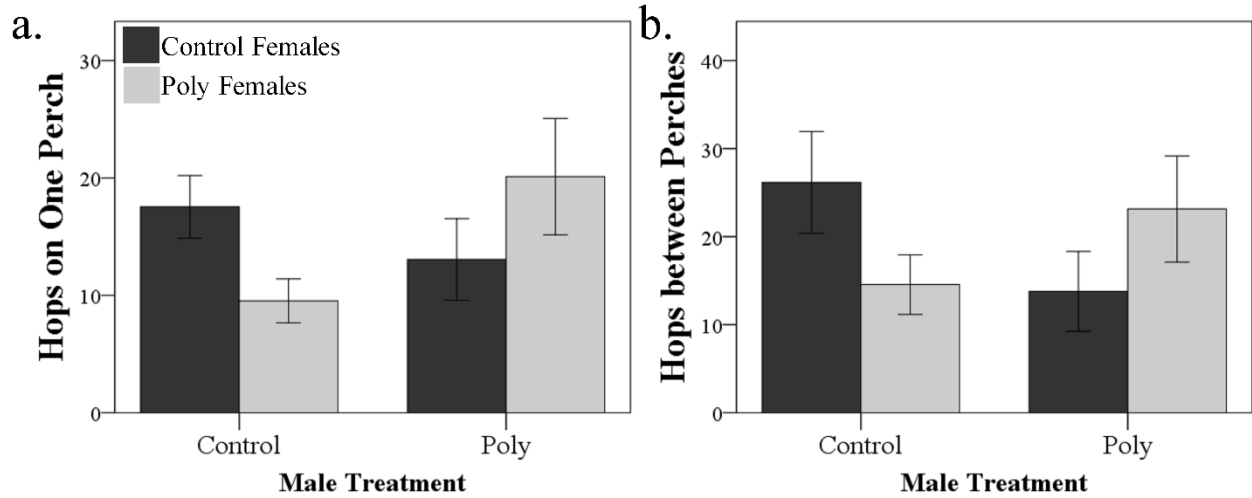 a.
Hops on One Perch
30
20
10
0
Control Females
Poly Females
Control
Poly
Male Treatment
b.
Hops between Perches
40
30
20
10
0
Control
Poly
Male Treatment